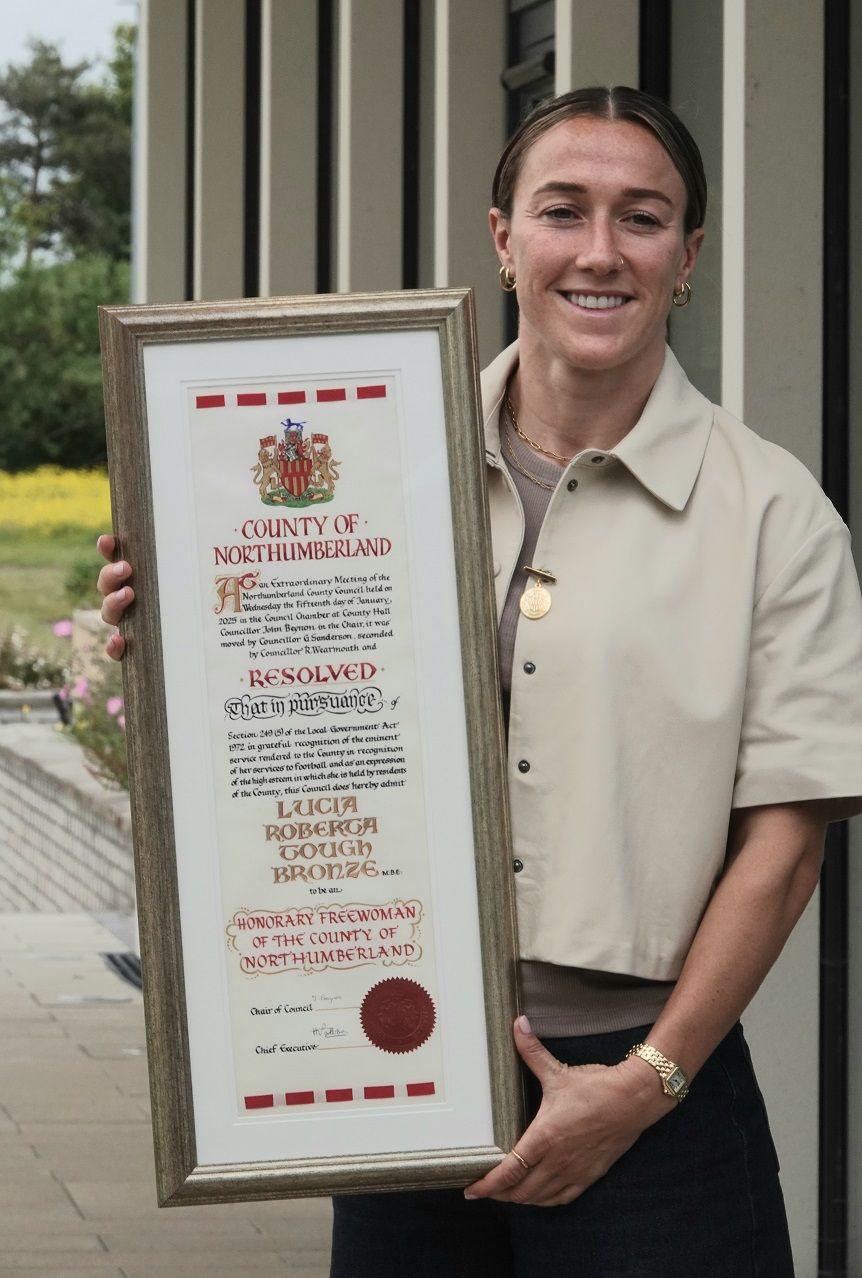 · COUNTY OF ·
NORTHUMBERLAND
At an Extraordinary Meeting of the
Northumberland County Council held on
Wednesday the Fifteenth day of January,
2025 in the Council Chamber at County Hall
Councillor John Beynon in the Chair, it was
moved by Councillor G. Sanderson, seconded
by Councillor R. Wearmouth and
· RESOLVED ·
That in pursuance of
Section 249 (5) of the Local Government Act
1972 in grateful recognition of the eminent
service rendered to the County in recognition
of her services to Football and as an expression
of the high esteem in which she is held by residents
of the County, this Council does hereby admit
LUCIA
ROBERTA
TOUGH
BRONZE M.B.E.
to be an
HONORARY FREEWOMAN
OF THE COUNTY OF
NORTHUMBERLAND
Chair of Council
Chief Executive